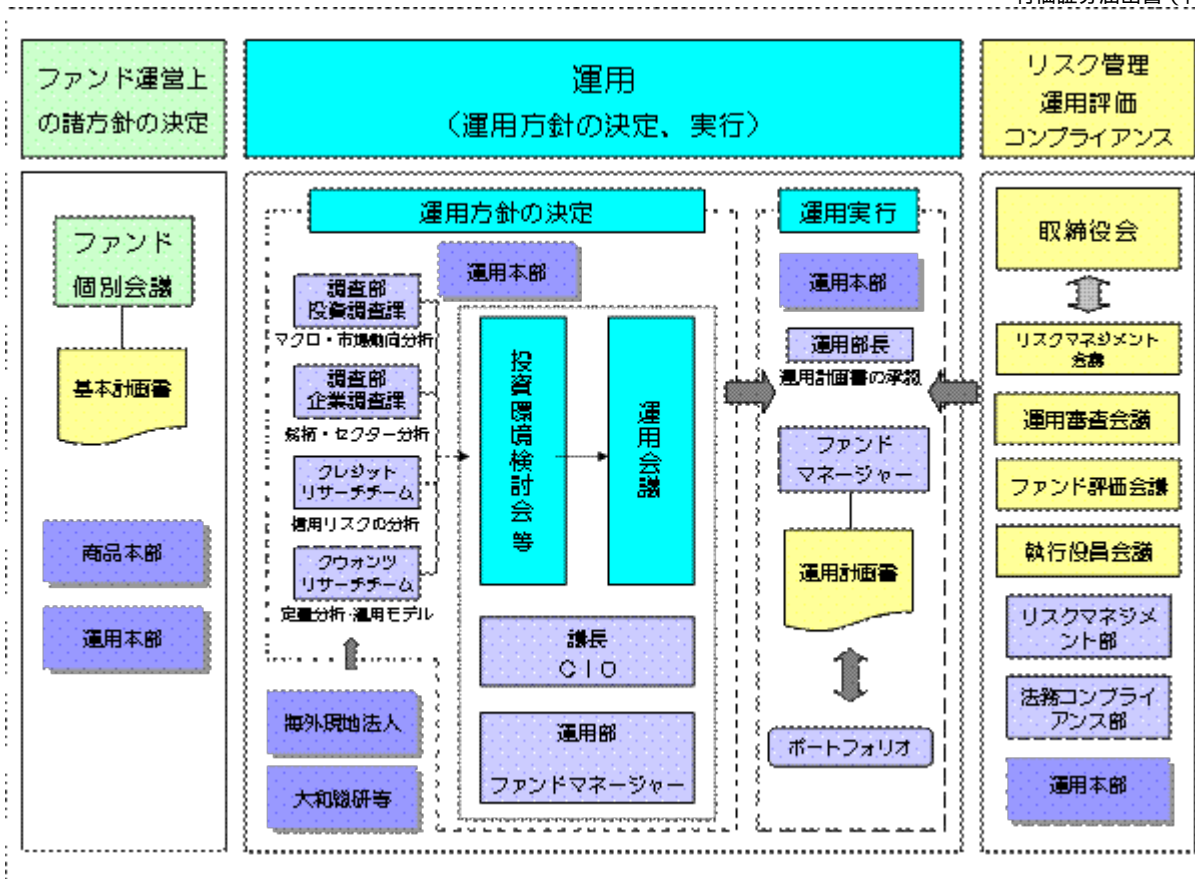 ファンド運営上
の諸方針の決定
運用
（運用方針の決定、実行）
リスク管理
運用評価
コンプライアンス
ファンド
個別会議
基本計画書
商品本部
運用本部
運用方針の決定
運用本部
調査部
投資調査課
マクロ・市場動向分析
調査部
企業調査課
銘柄・セクター分析
クレジット
リサーチチーム
信用リスクの分析
クウォンツ
リサーチチーム
定量分析・運用モデル
海外現地法人
大和総研等
投資環境検討会等
運用会議
議長
ＣＩＯ
運用部
ファンドマネージャー
運用実行
運用本部
運用部長
運用計画書の承認
ファンド
マネージャー
運用計画書
ポートフォリオ
取締役会
リスクマネジメント
会議
運用審査会議
ファンド評価会議
執行役員会議
リスクマネジメ
ント部
法務コンプライ
アンス部
運用本部